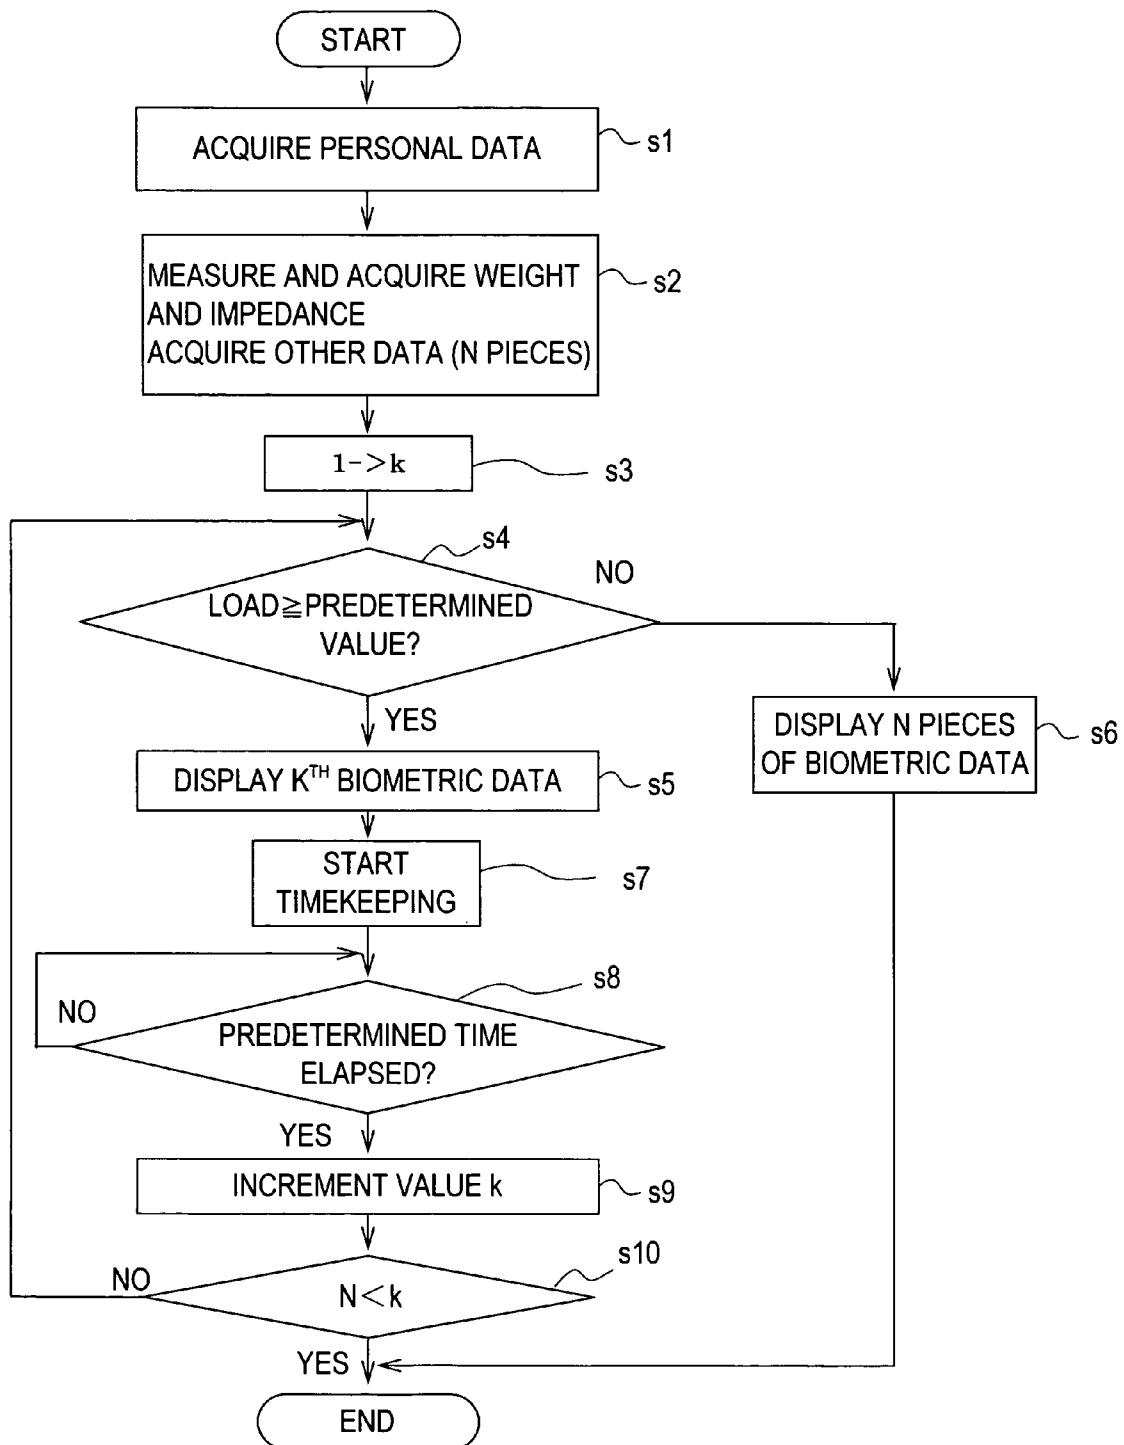 START
ACQUIRE PERSONAL DATA
s1
MEASURE AND ACQUIRE WEIGHT
AND IMPEDANCE
ACQUIRE OTHER DATA (N PIECES)
s2
1->k
s3
s4
LOAD≧PREDETERMINED
VALUE?
NO
YES
DISPLAY KTH BIOMETRIC DATA
s5
DISPLAY N PIECES
OF BIOMETRIC DATA
s6
START
TIMEKEEPING
s7
s8
NO
PREDETERMINED TIME
ELAPSED?
YES
INCREMENT VALUE k
s9
s10
NO
N<k
YES
END